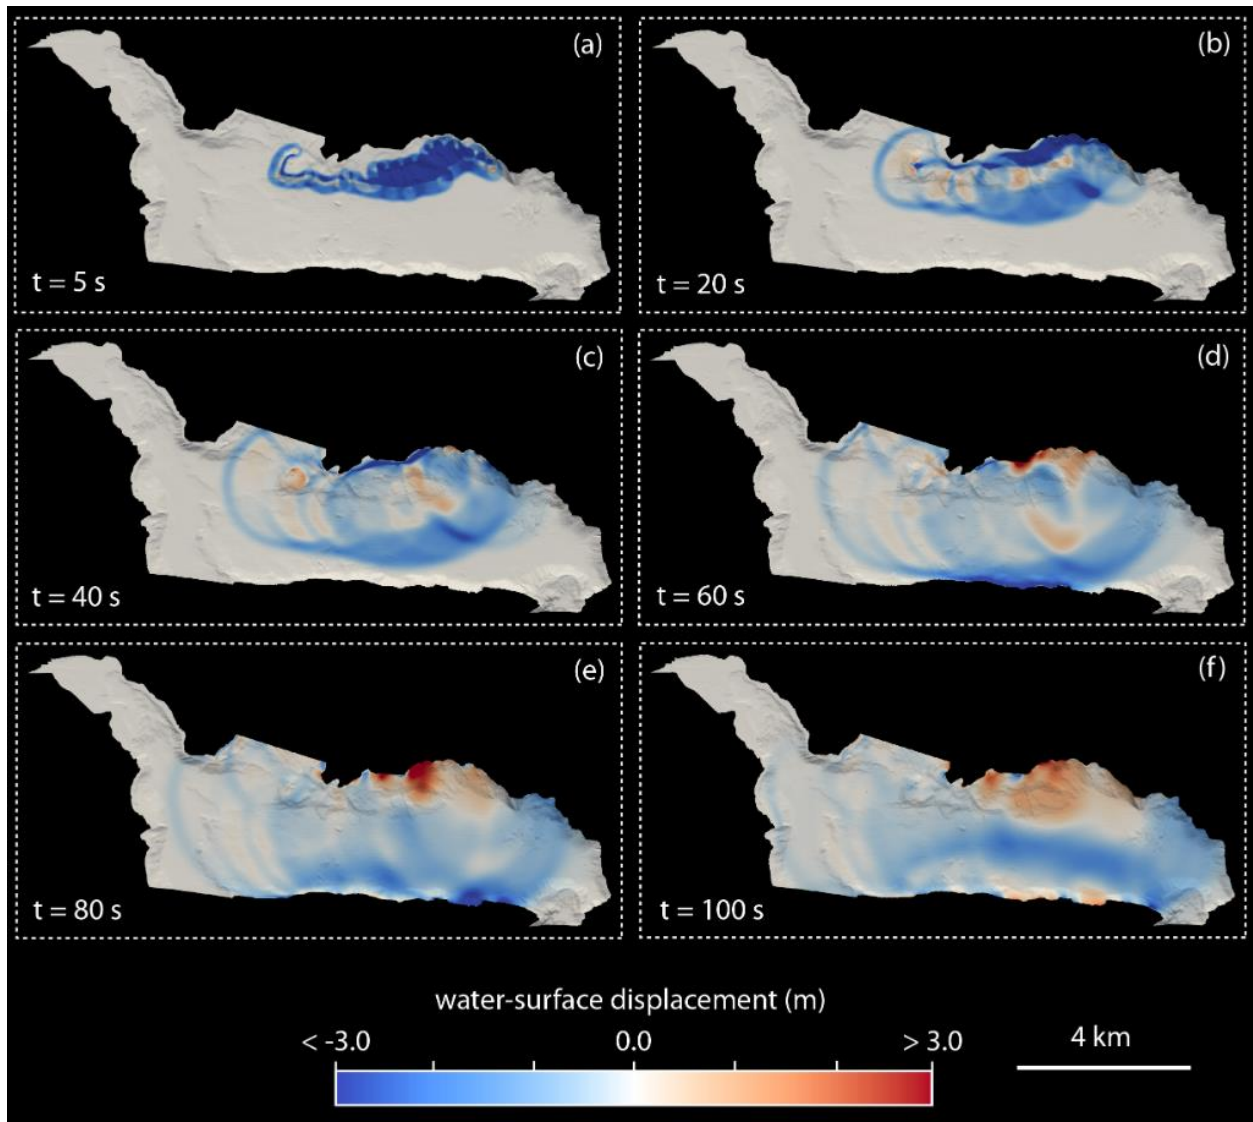 (a)
t = 5 s
(b)
t = 20 s
(c)
t = 40 s
(d)
t = 60 s
(e)
t = 80 s
(f)
t = 100 s
water-surface displacement (m)
< -3.0 0.0 > 3.0
4 km